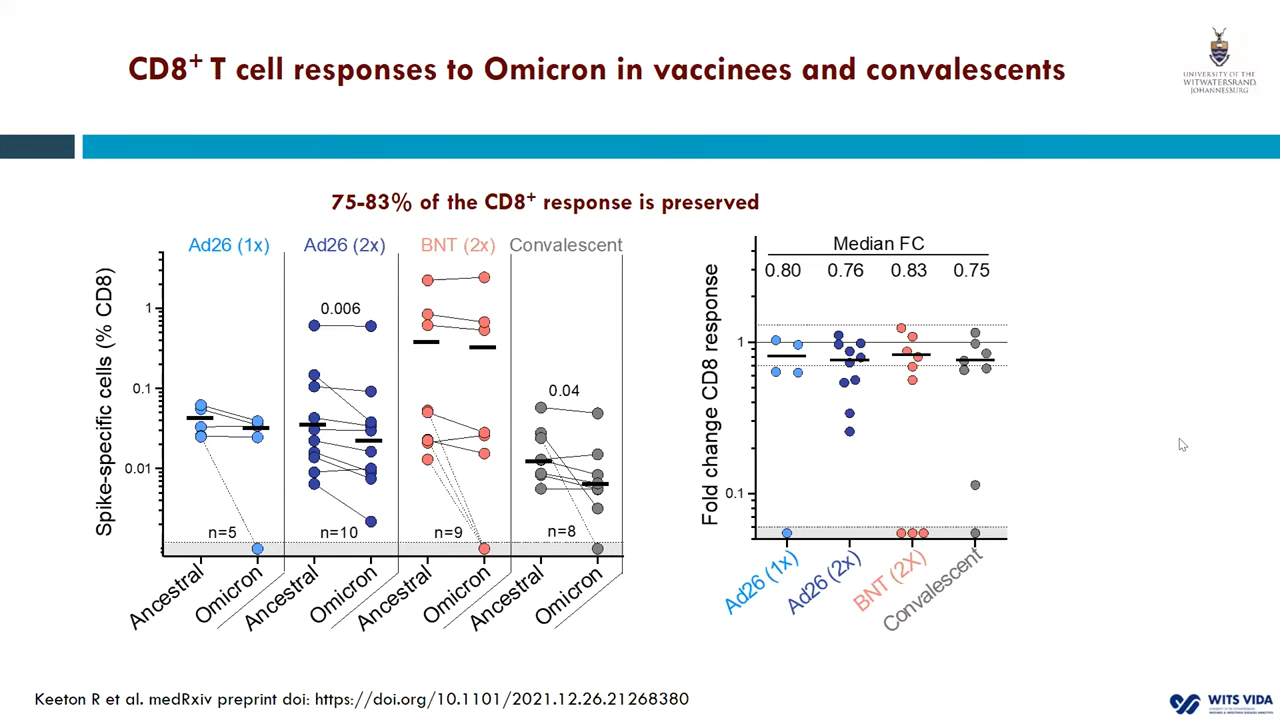 CD8+ T cell responses to Omicron in vaccinees and convalescents
UNIVERSITY OF THE
WITWATERSRAND,
JOHANNESBURG
75-83% of the CD8+ response is preserved
Ad26 (1x)
Ad26 (2x)
BNT (2x)
Convalescent
Spike-specific cells (% CD8)
1
0.1
0.01
0.006
0.04
n=5
n=10
n=9
n=8
Ancestral
Omicron
Ancestral
Omicron
Ancestral
Omicron
Ancestral
Omicron
Median FC
0.80 0.76 0.83 0.75
Fold change CD8 response
1
0.1
Ad26 (1x)
Ad26 (2x)
BNT (2X)
Convalescent
Keeton R et al. medRxiv preprint doi: https://doi.org/10.1101/2021.12.26.21268380
WITS VIDA